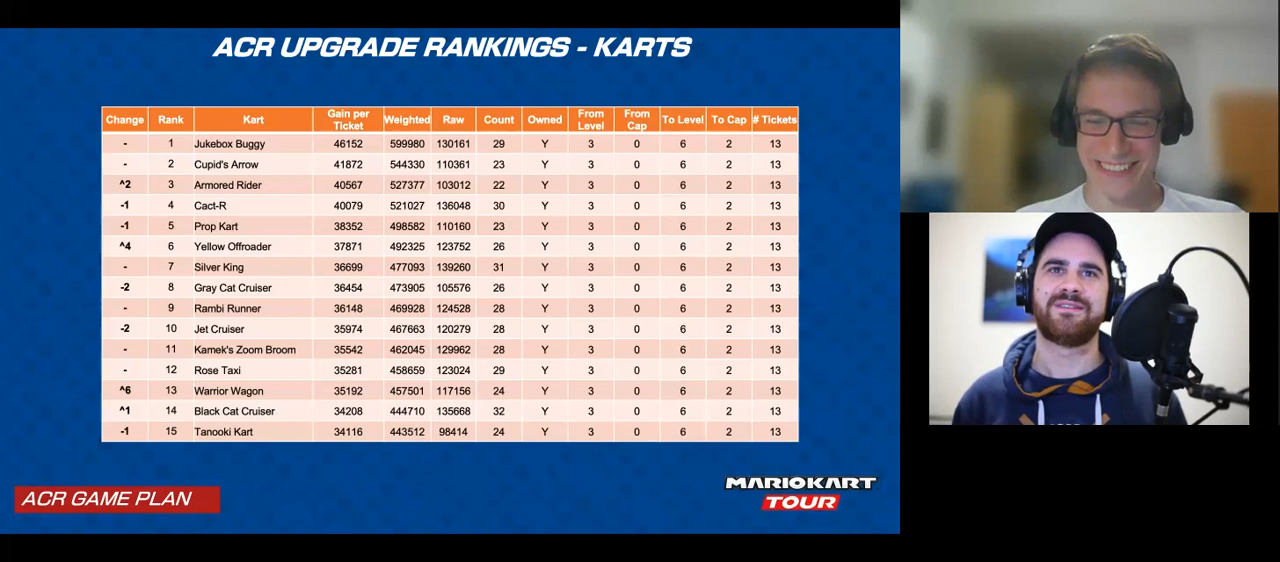 ACR UPGRADE RANKINGS - KARTS
Change Rank Kart Gain per Ticket Weighted Raw Count Owned From Level From Cap To Level To Cap # Tickets
- 1 Jukebox Buggy 46152 599980 130161 29 Y 3 0 6 2 13
- 2 Cupid's Arrow 41872 544330 110361 23 Y 3 0 6 2 13
^2 3 Armored Rider 40567 527377 103012 22 Y 3 0 6 2 13
-1 4 Cact-R 40079 521027 136048 30 Y 3 0 6 2 13
-1 5 Prop Kart 38352 498582 110160 23 Y 3 0 6 2 13
^4 6 Yellow Offroader 37871 492325 123752 26 Y 3 0 6 2 13
- 7 Silver King 36699 477093 139260 31 Y 3 0 6 2 13
-2 8 Gray Cat Cruiser 36454 473905 105576 26 Y 3 0 6 2 13
- 9 Rambi Runner 36148 469928 124528 28 Y 3 0 6 2 13
-2 10 Jet Cruiser 35974 467663 120279 28 Y 3 0 6 2 13
- 11 Kamek's Zoom Broom 35542 462045 129962 28 Y 3 0 6 2 13
- 12 Rose Taxi 35281 458659 123024 29 Y 3 0 6 2 13
^6 13 Warrior Wagon 35192 457501 117156 24 Y 3 0 6 2 13
^1 14 Black Cat Cruiser 34208 444710 135668 32 Y 3 0 6 2 13
-1 15 Tanooki Kart 34116 443512 98414 24 Y 3 0 6 2 13
ACR GAME PLAN
MARIOKART
TOUR